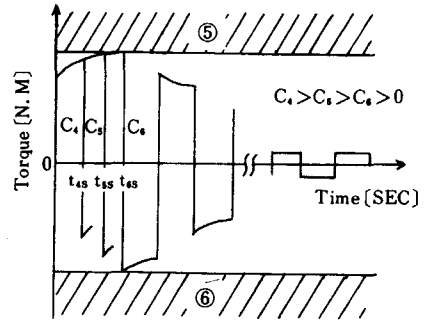 ⑤
Torque [N. M]
C₄>C₅>C₆>0
C₄ C₅ C₆
0
t₄S t₅S t₆S
Time [SEC]
⑥